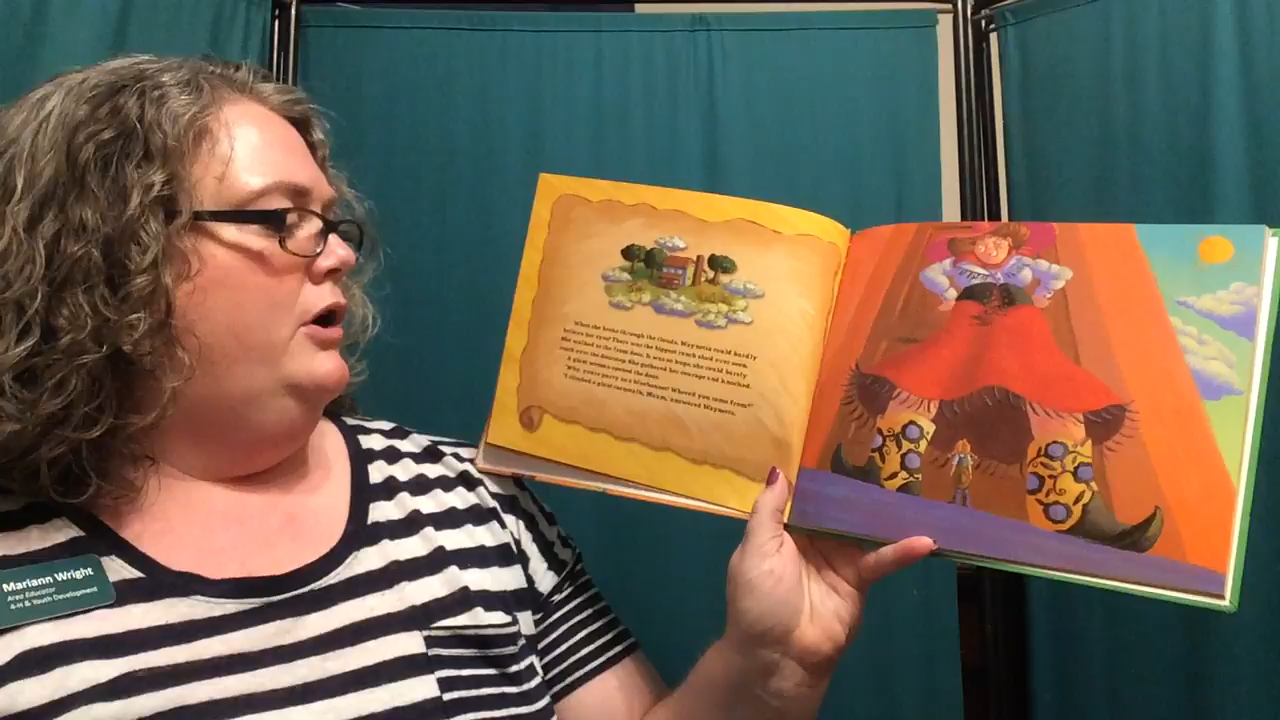 Mariann Wright
Area Educator
4-H & Youth Development
When she broke through the clouds, Waynetta could hardly
believe her eyes! There was the biggest ranch she'd ever seen.
She walked to the front door. It was so huge, she could barely
reach over the doorstep. She gathered her courage and knocked.
A giant woman opened the door.
"Why, you're puny as a bluebonnet! Where'd you come from?"
"I climbed a giant cornstalk, Ma'am," answered Waynetta.